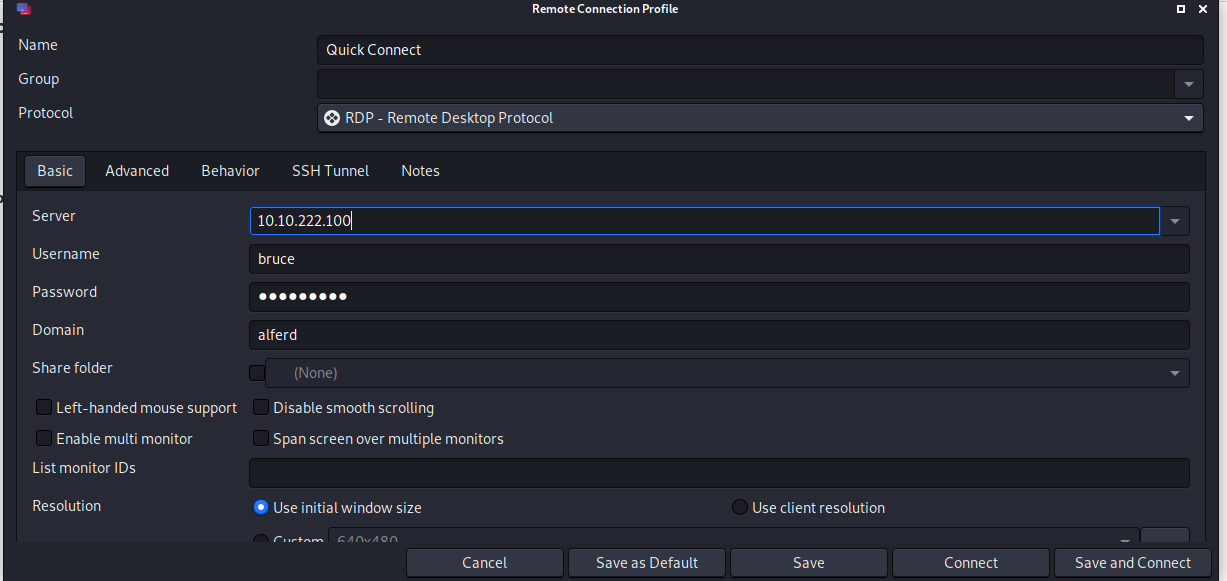 Remote Connection Profile
Name Quick Connect
Group
Protocol RDP - Remote Desktop Protocol
Basic Advanced Behavior SSH Tunnel Notes
Server 10.10.222.100
Username bruce
Password ●●●●●●●●●
Domain alferd
Share folder (None)
Left-handed mouse support Disable smooth scrolling
Enable multi monitor Span screen over multiple monitors
List monitor IDs
Resolution Use initial window size Use client resolution
Custom 640x480
Cancel Save as Default Save Connect Save and Connect